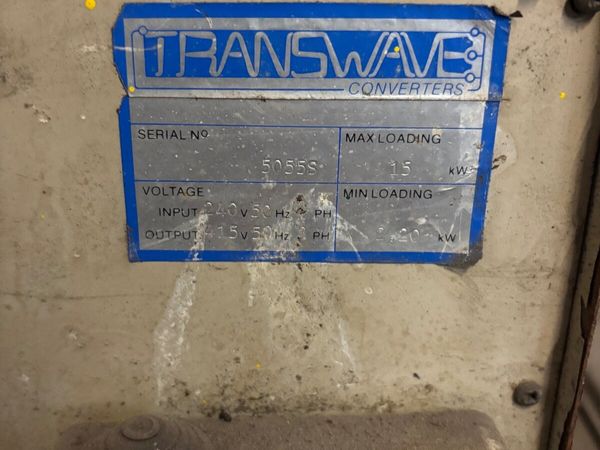 TRANSWAVE
CONVERTERS
SERIAL No
5055S
MAX LOADING
15 KW
VOLTAGE
INPUT 240 V 50 Hz PH
OUTPUT 415 V 50 Hz PH
MIN LOADING
KW